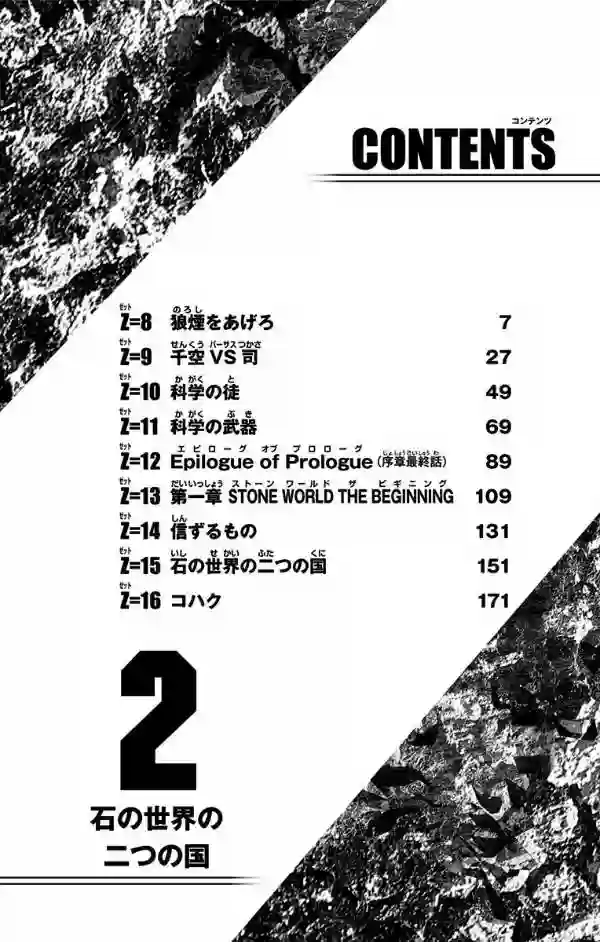 コンテンツ
CONTENTS
ゼット のろし
Z=8 狼煙をあげろ 7
ゼット せんくう バーサス つかさ
Z=9 千空 VS 司 27
ゼット かがく と
Z=10 科学の徒 49
ゼット かがく ぶき
Z=11 科学の武器 69
ゼット エピローグ オブ プロローグ じょしょうさいしゅうわ
Z=12 Epilogue of Prologue (序章最終話) 89
ゼット だいいっしょう ストーン ワールド ザ ビギニング
Z=13 第一章 STONE WORLD THE BEGINNING 109
ゼット しん
Z=14 信ずるもの 131
ゼット いし せかい ふた くに
Z=15 石の世界の二つの国 151
ゼット
Z=16 コハク 171
2
石の世界の
二つの国